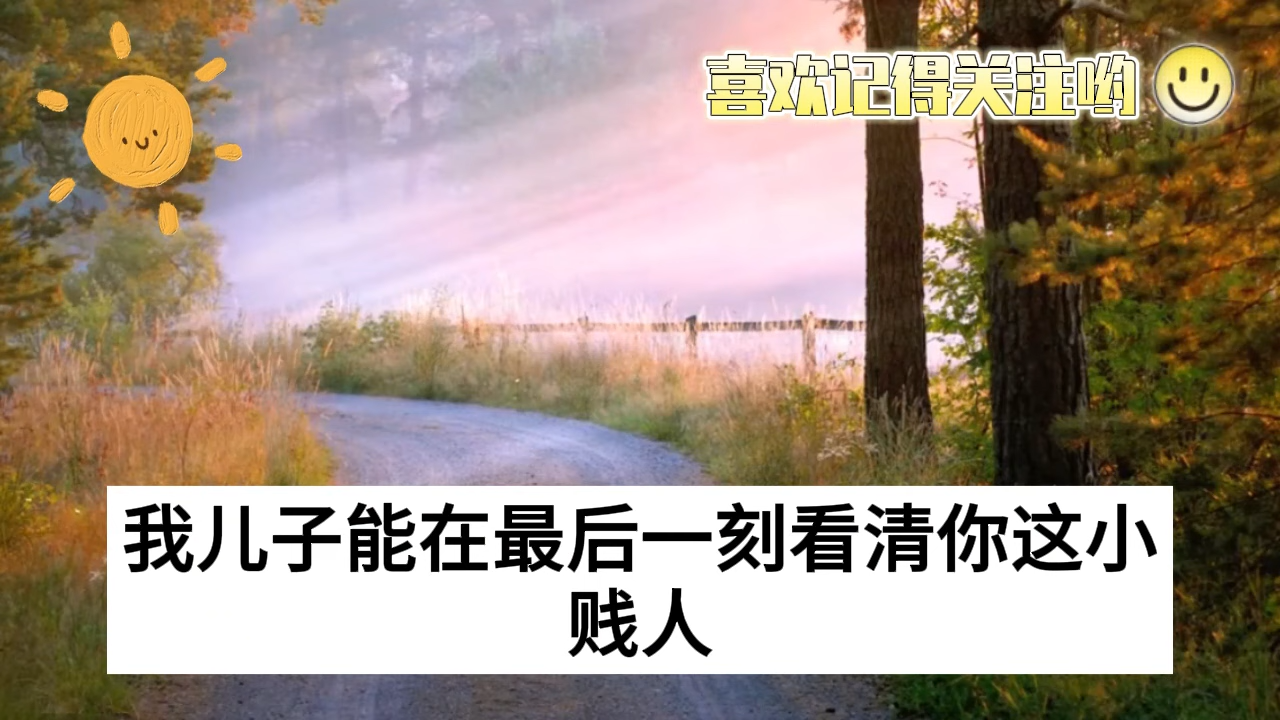 喜欢记得关注哟
我儿子能在最后一刻看清你这小
贱人